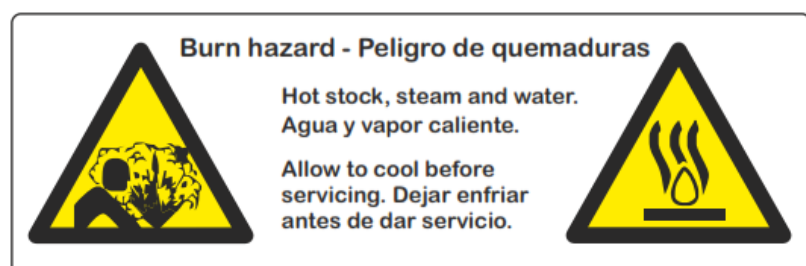 Burn hazard - Peligro de quemaduras
Hot stock, steam and water.
Agua y vapor caliente.
Allow to cool before
servicing. Dejar enfriar
antes de dar servicio.